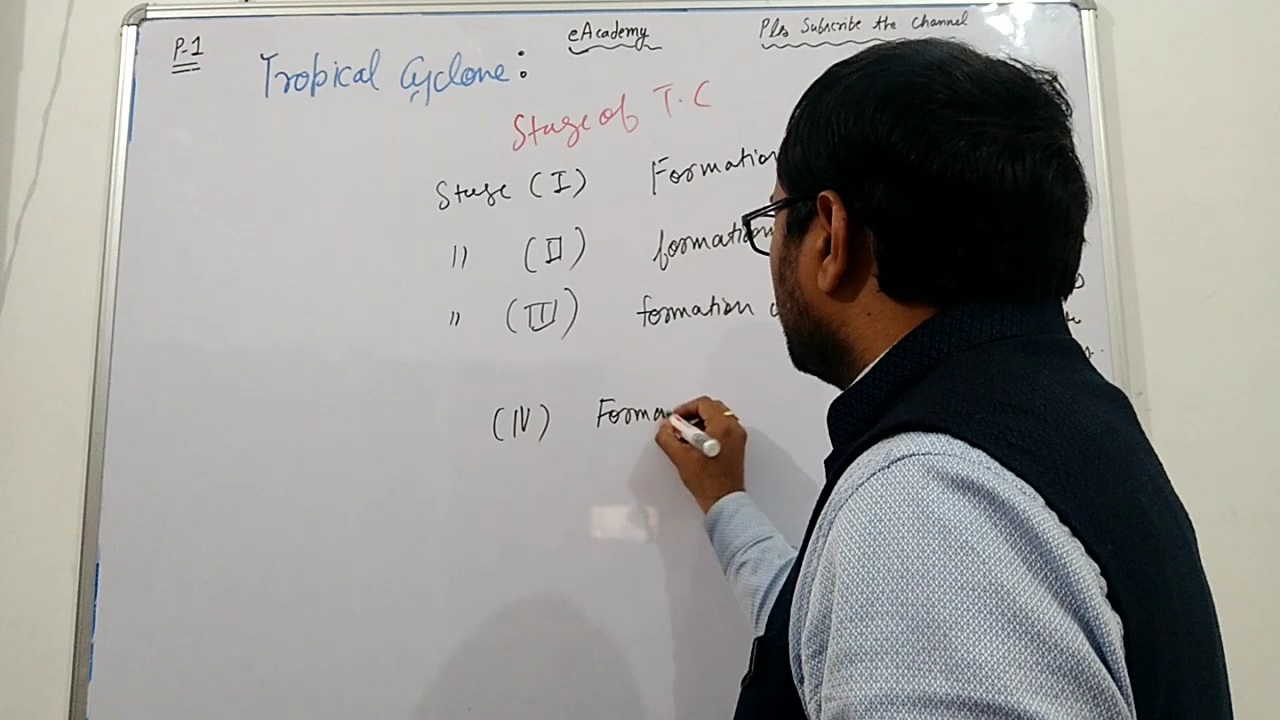 P-1
eAcademy
Pls Subscribe the Channel
Tropical Cyclone:
Stage of T.C
Stage (I) Formation
" (II) formation
" (III) formation
(IV) Forma